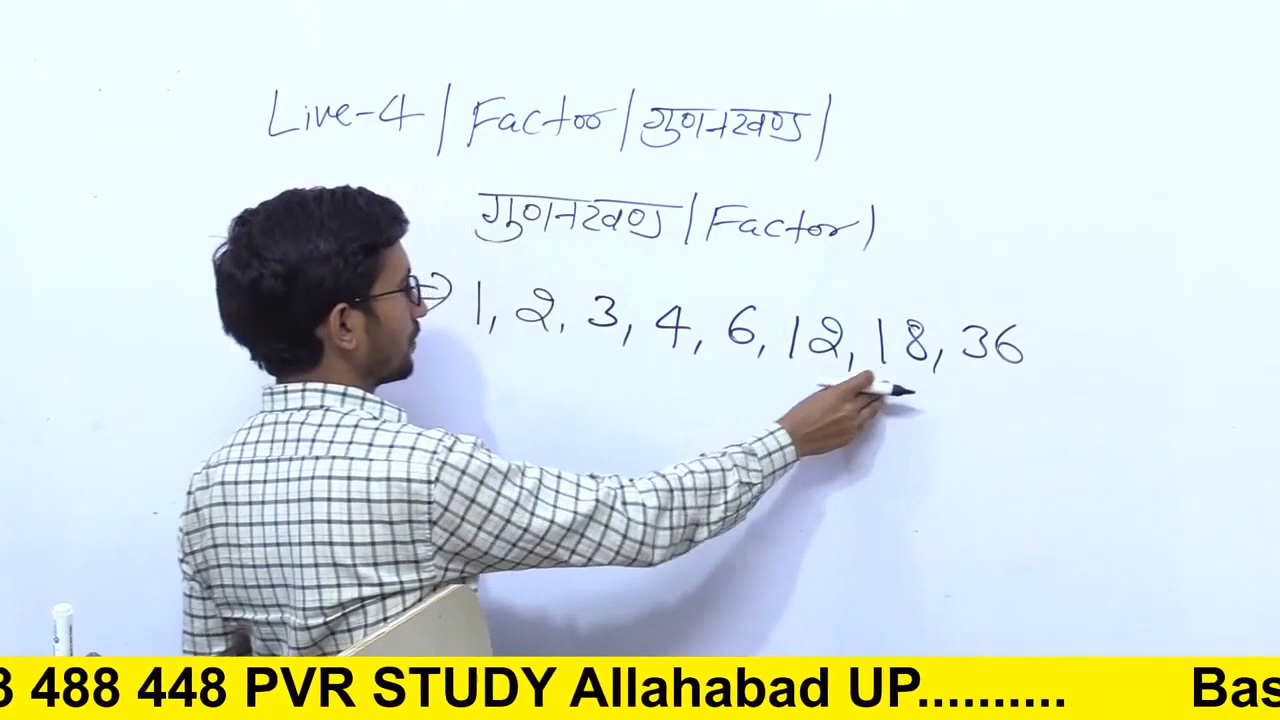 Live-4 / Factor / गुणनखण्ड /
गुणनखण्ड / Factor /
⇒ 1, 2, 3, 4, 6, 12, 18, 36
488 448 PVR STUDY Allahabad UP.......... Bas